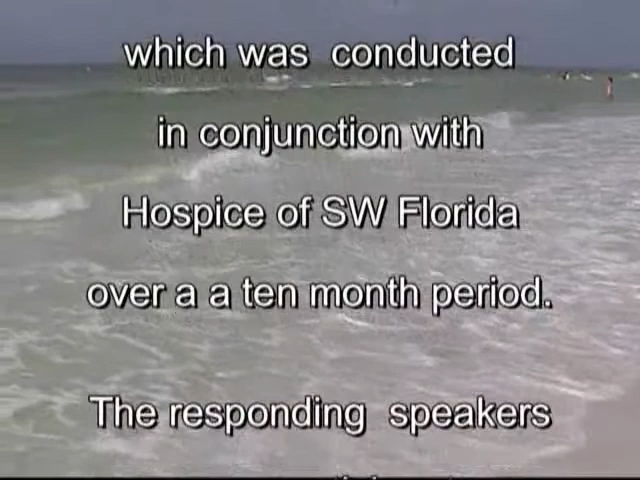 which was conducted
in conjunction with
Hospice of SW Florida
over a a ten month period.
The responding speakers